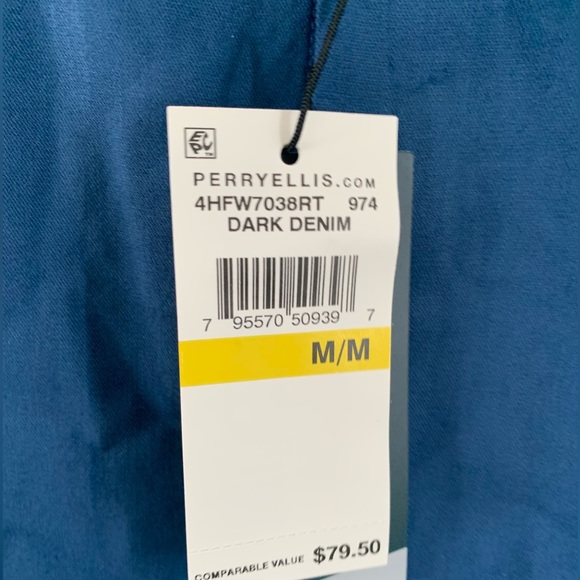 PERRYELLIS.COM
4HFW7038RT 974
DARK DENIM
7 95570 50939 7
M/M
COMPARABLE VALUE $79.50